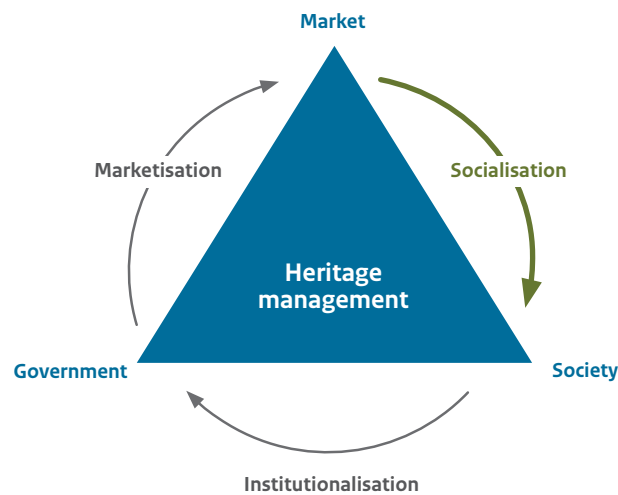 Market
Marketisation
Socialisation
Heritage
management
Government
Society
Institutionalisation